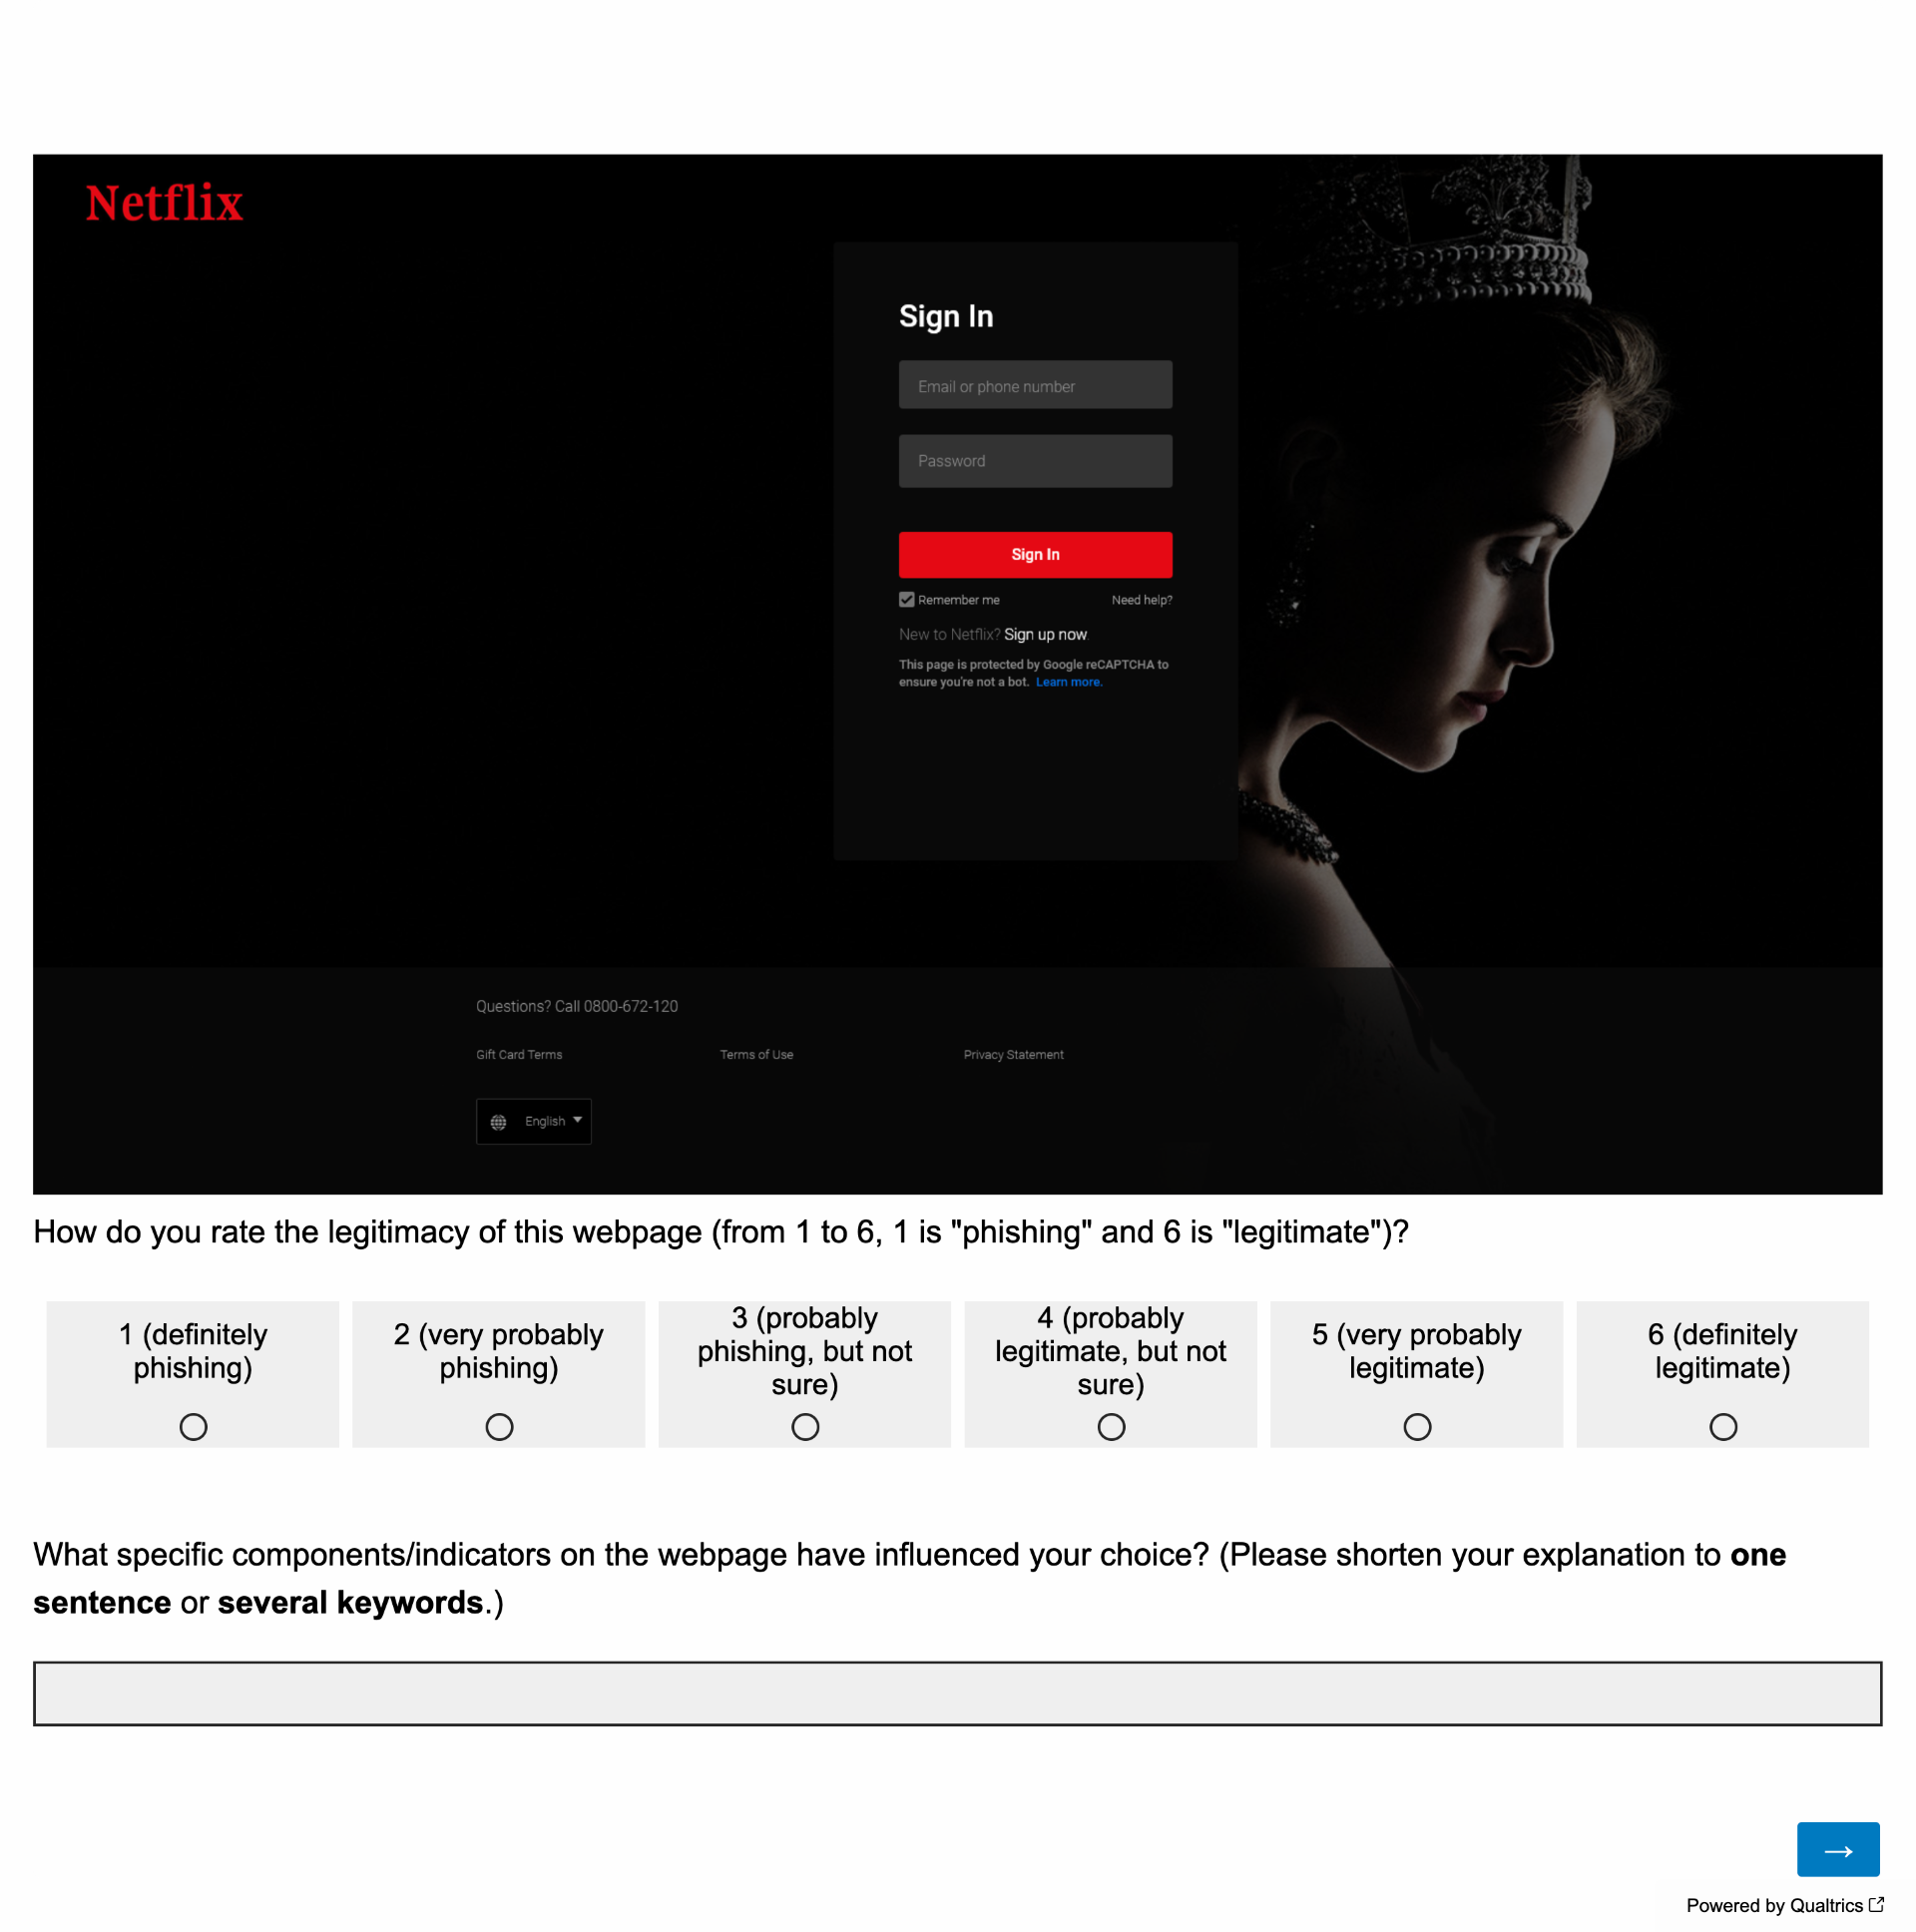 Netflix
Sign In
Email or phone number
Password
Sign In
Remember me Need help?
New to Netflix? Sign up now.
This page is protected by Google reCAPTCHA to
ensure you're not a bot. Learn more.
Questions? Call 0800-672-120
Gift Card Terms Terms of Use Privacy Statement
English
How do you rate the legitimacy of this webpage (from 1 to 6, 1 is "phishing" and 6 is "legitimate")?
1 (definitely
phishing)
2 (very probably
phishing)
3 (probably
phishing, but not
sure)
4 (probably
legitimate, but not
sure)
5 (very probably
legitimate)
6 (definitely
legitimate)
What specific components/indicators on the webpage have influenced your choice? (Please shorten your explanation to one
sentence or several keywords.)
→
Powered by Qualtrics